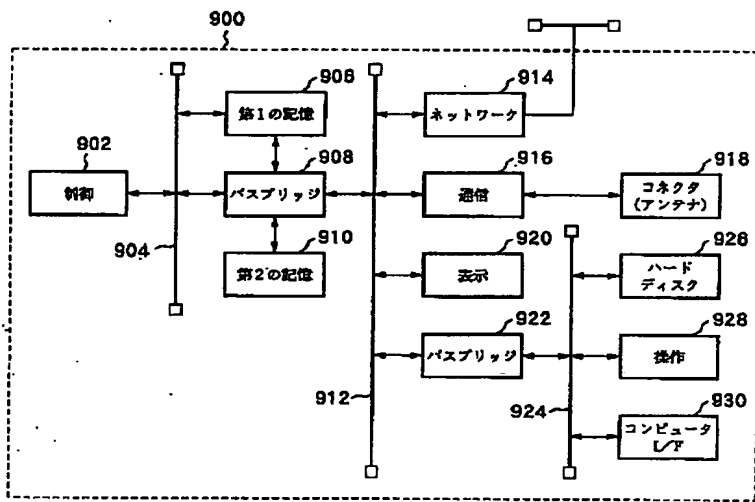 900
906
914
第1の記憶
ネットワーク
902
908
916
918
制御
バスブリッジ
通信
コネクタ
(アンテナ)
904
910
920
926
第2の記憶
表示
ハード
ディスク
922
928
バスブリッジ
操作
912
924
930
コンピュータ
I/F